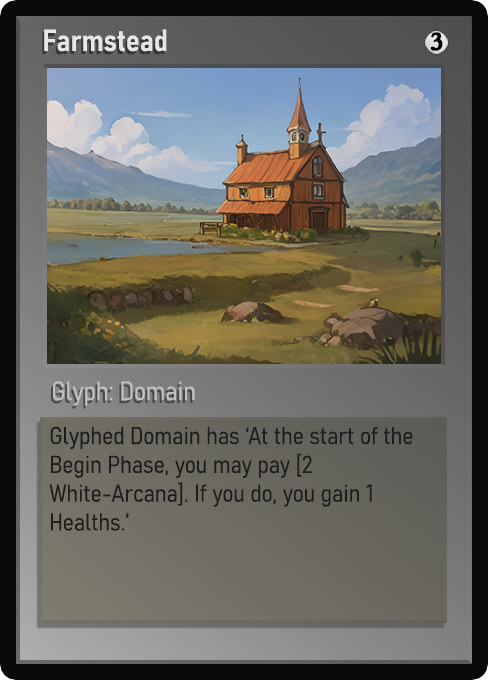 Farmstead
3
Glyph: Domain
Glyphed Domain has ‘At the start of the
Begin Phase, you may pay [2
White-Arcana]. If you do, you gain 1
Healths.’